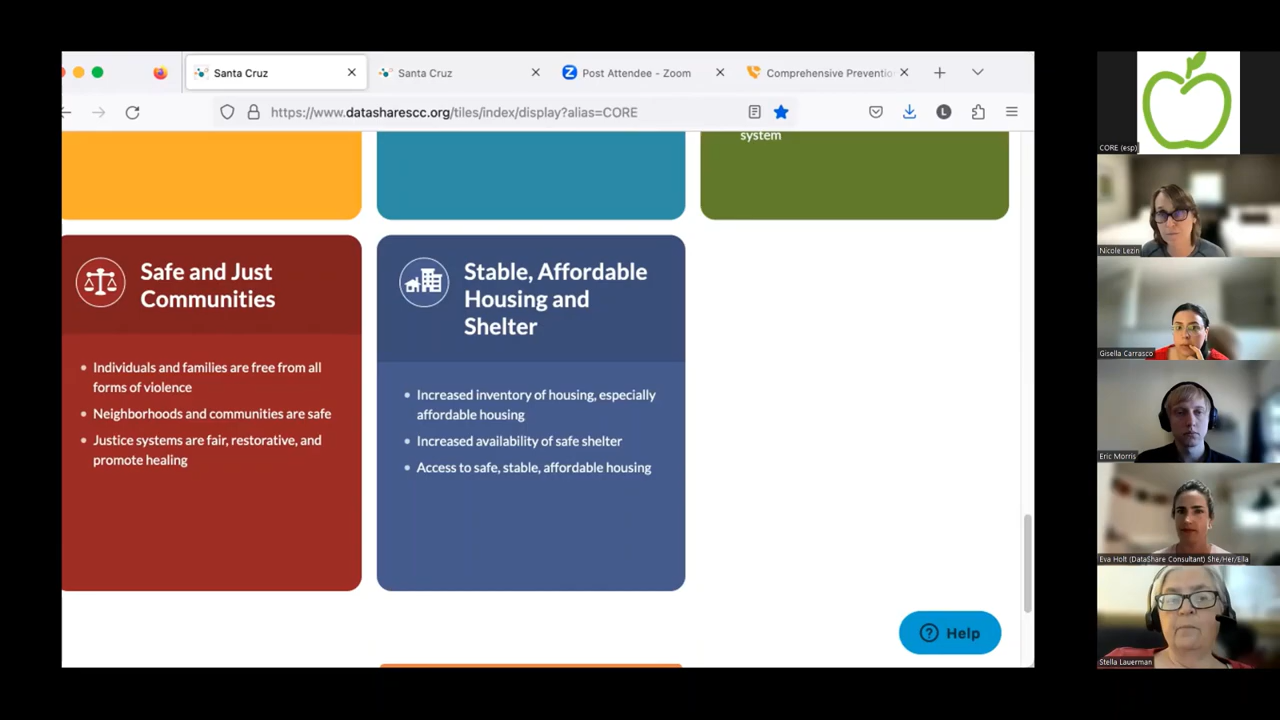 Santa Cruz
Santa Cruz
Post Attendee - Zoom
Comprehensive Preventio
https://www.datasharescc.org/tiles/index/display?alias=CORE
L
system
Safe and Just
Communities
Individuals and families are free from all
forms of violence
Neighborhoods and communities are safe
Justice systems are fair, restorative, and
promote healing
Stable, Affordable
Housing and
Shelter
Increased inventory of housing, especially
affordable housing
Increased availability of safe shelter
Access to safe, stable, affordable housing
Help
CORE (esp)
Nicole Lezin
Gisella Carrasco
Eric Morris
Eva Holt (DataShare Consultant) She/Her/Ella
Stella Lauerman